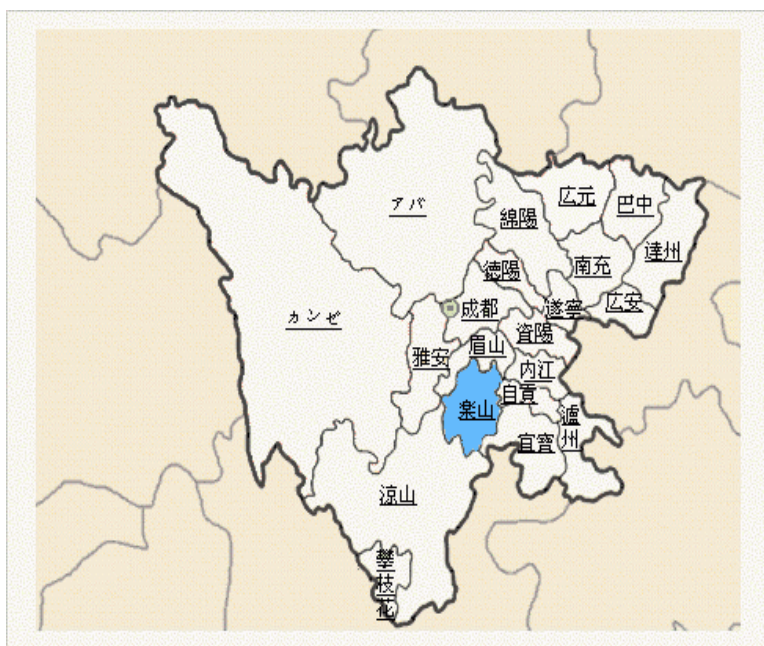 広元
巴中
アバ
綿陽
達州
徳陽
南充
広安
遂寧
成都
カンゼ
資陽
眉山
雅安
内江
自貢
楽山
瀘州
宜賓
涼山
攀枝花